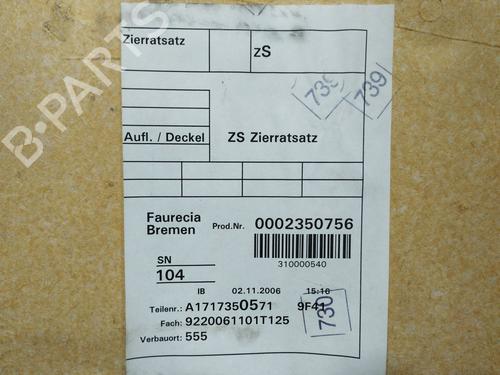 Zierratsatz
ZS
739
739
Aufl. / Deckel
ZS Zierratsatz
Faurecia
Bremen
Prod.Nr. 0002350756
310000540
SN
104
IB 02.11.2006 15:16
Teilenr.: A1717350571 9F41
Fach: 9220061101T125
Verbauort: 555
730
B-PARTS